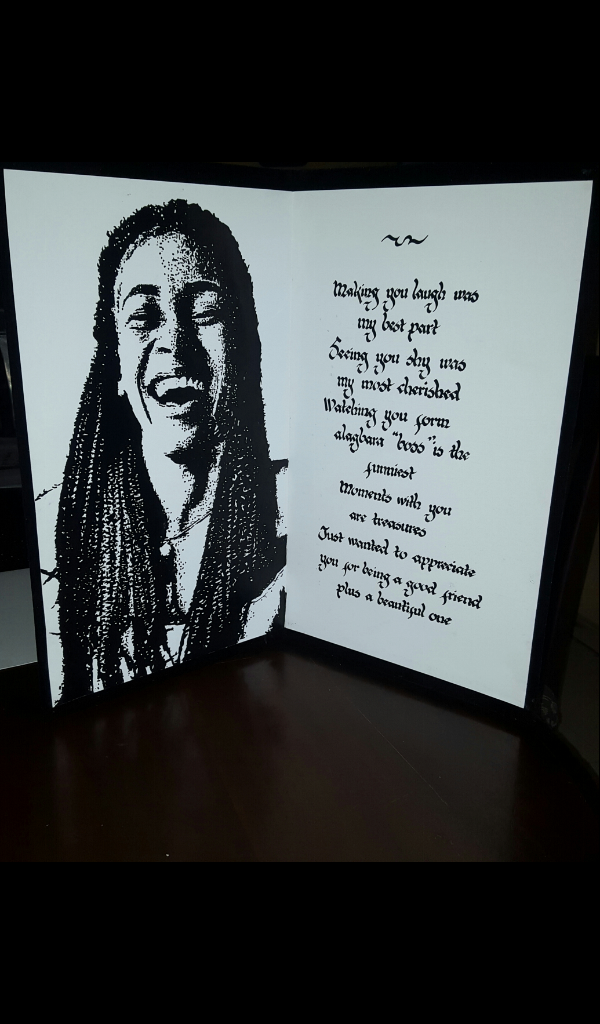 Making you laugh was
my best part
Seeing you shy was
my most cherished
Watching you form
alagbara "boss" is the
funniest
Moments with you
are treasures
Just wanted to appreciate
you for being a good friend
plus a beautiful one